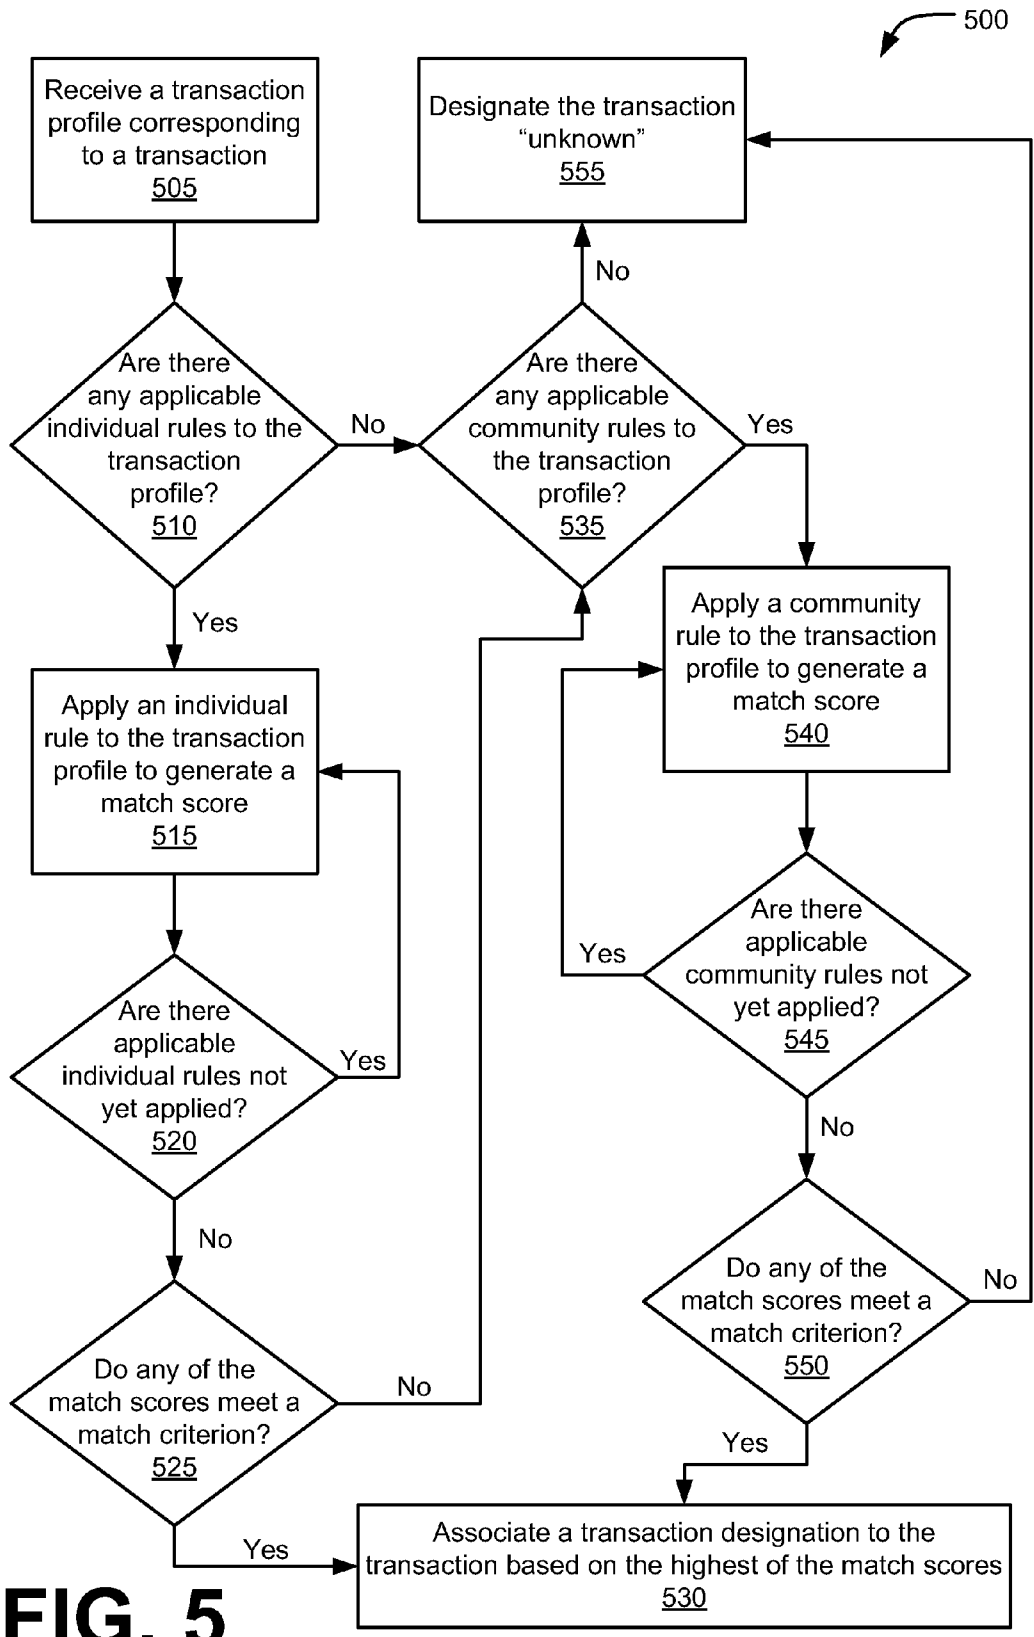 500
Receive a transaction
profile corresponding
to a transaction
505
Designate the transaction
“unknown”
555
No
Are there
any applicable
individual rules to the
transaction
profile?
510
No
Are there
any applicable
community rules to
the transaction
profile?
535
Yes
Yes
Apply a community
rule to the transaction
profile to generate a
match score
540
Apply an individual
rule to the transaction
profile to generate a
match score
515
Are there
applicable
community rules not
yet applied?
545
Yes
Are there
applicable
individual rules not
yet applied?
520
Yes
No
No
Do any of the
match scores meet a
match criterion?
550
No
Do any of the
match scores meet a
match criterion?
525
No
Yes
Yes
Associate a transaction designation to the
transaction based on the highest of the match scores
530
FIG. 5